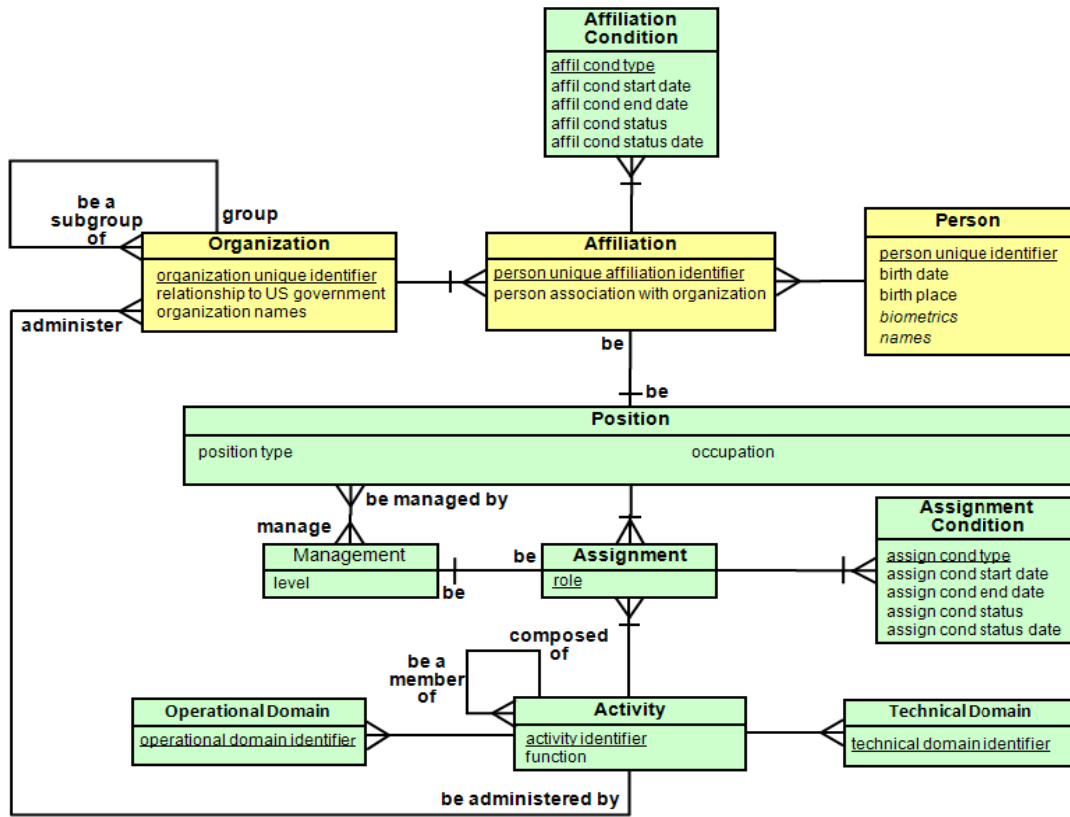 Affiliation
Condition
affil cond type
affil cond start date
affil cond end date
affil cond status
affil cond status date
be a
subgroup
of
group
Organization
organization unique identifier
relationship to US government
organization names
administer
Affiliation
person unique affiliation identifier
person association with organization
Person
person unique identifier
birth date
birth place
biometrics
names
be
be
Position
position type
occupation
be managed by
manage
Management
level
be
be
Assignment
role
Assignment
Condition
assign cond type
assign cond start date
assign cond end date
assign cond status
assign cond status date
composed
of
be a
member
of
Operational Domain
operational domain identifier
Activity
activity identifier
function
Technical Domain
technical domain identifier
be administered by